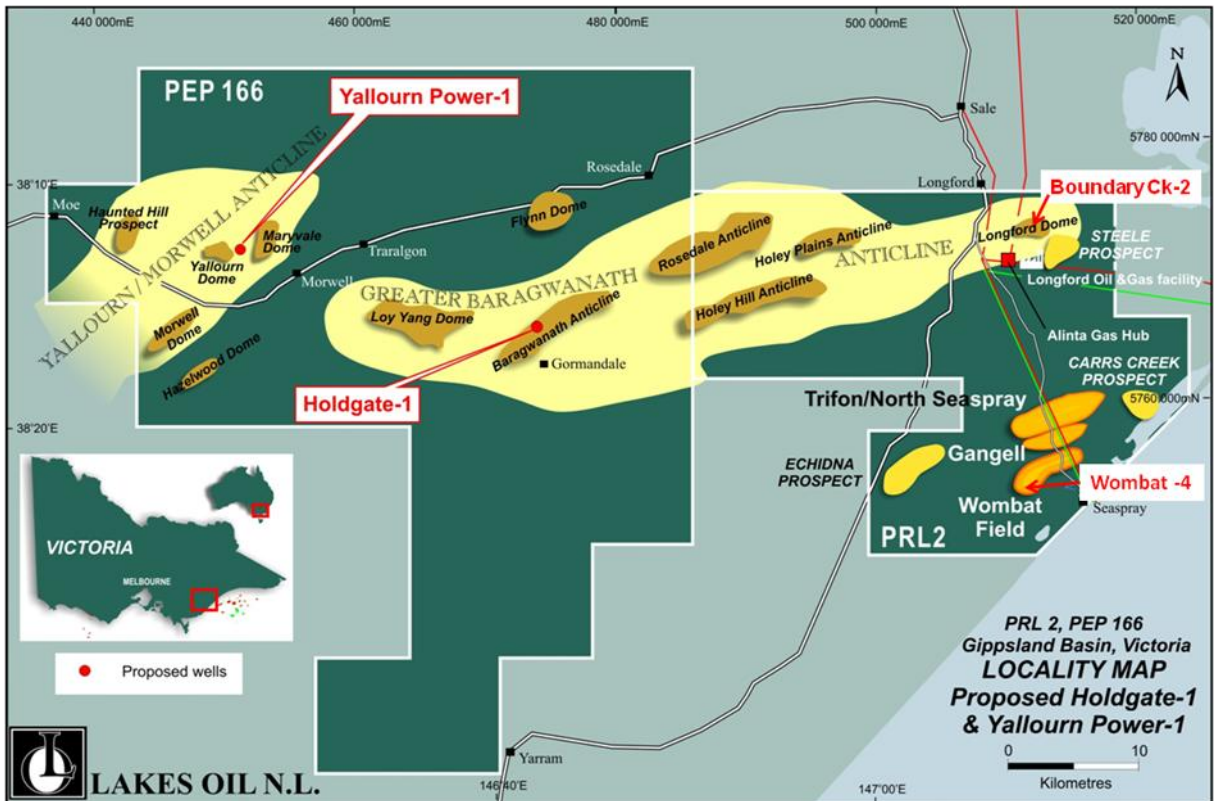 440 000mE
460 000mE
480 000mE
500 000mE
520 000mE
PEP 166
Yallourn Power-1
N
Sale
5780 000mN
38°10'E
Rosedale
Longford
Boundary Ck-2
Moe
Haunted Hill
Prospect
YALLOURN / MORWELL ANTICLINE
Maryvale
Dome
Yallourn
Dome
Flynn Dome
Traralgon
Morwell
Rosedale Anticline
Holey Plains Anticline
Longford Dome
STEELE
PROSPECT
GREATER BARAGWANATH
ANTICLINE
Longford Oil &Gas facility
Loy Yang Dome
Baragwanath Anticline
Holey Hill Anticline
Morwell
Dome
Hazelwood Dome
Gormandale
Alinta Gas Hub
CARRS CREEK
PROSPECT
Holdgate-1
Trifon/North Seaspray
5760 000mN
38°20'E
Gangell
ECHIDNA
PROSPECT
Wombat -4
Wombat
Field
Seaspray
PRL2
VICTORIA
MELBOURNE
Proposed wells
PRL 2, PEP 166
Gippsland Basin, Victoria
LOCALITY MAP
Proposed Holdgate-1
& Yallourn Power-1
0 10
Kilometres
Yarram
LAKES OIL N.L.
146°40'E
147°00'E